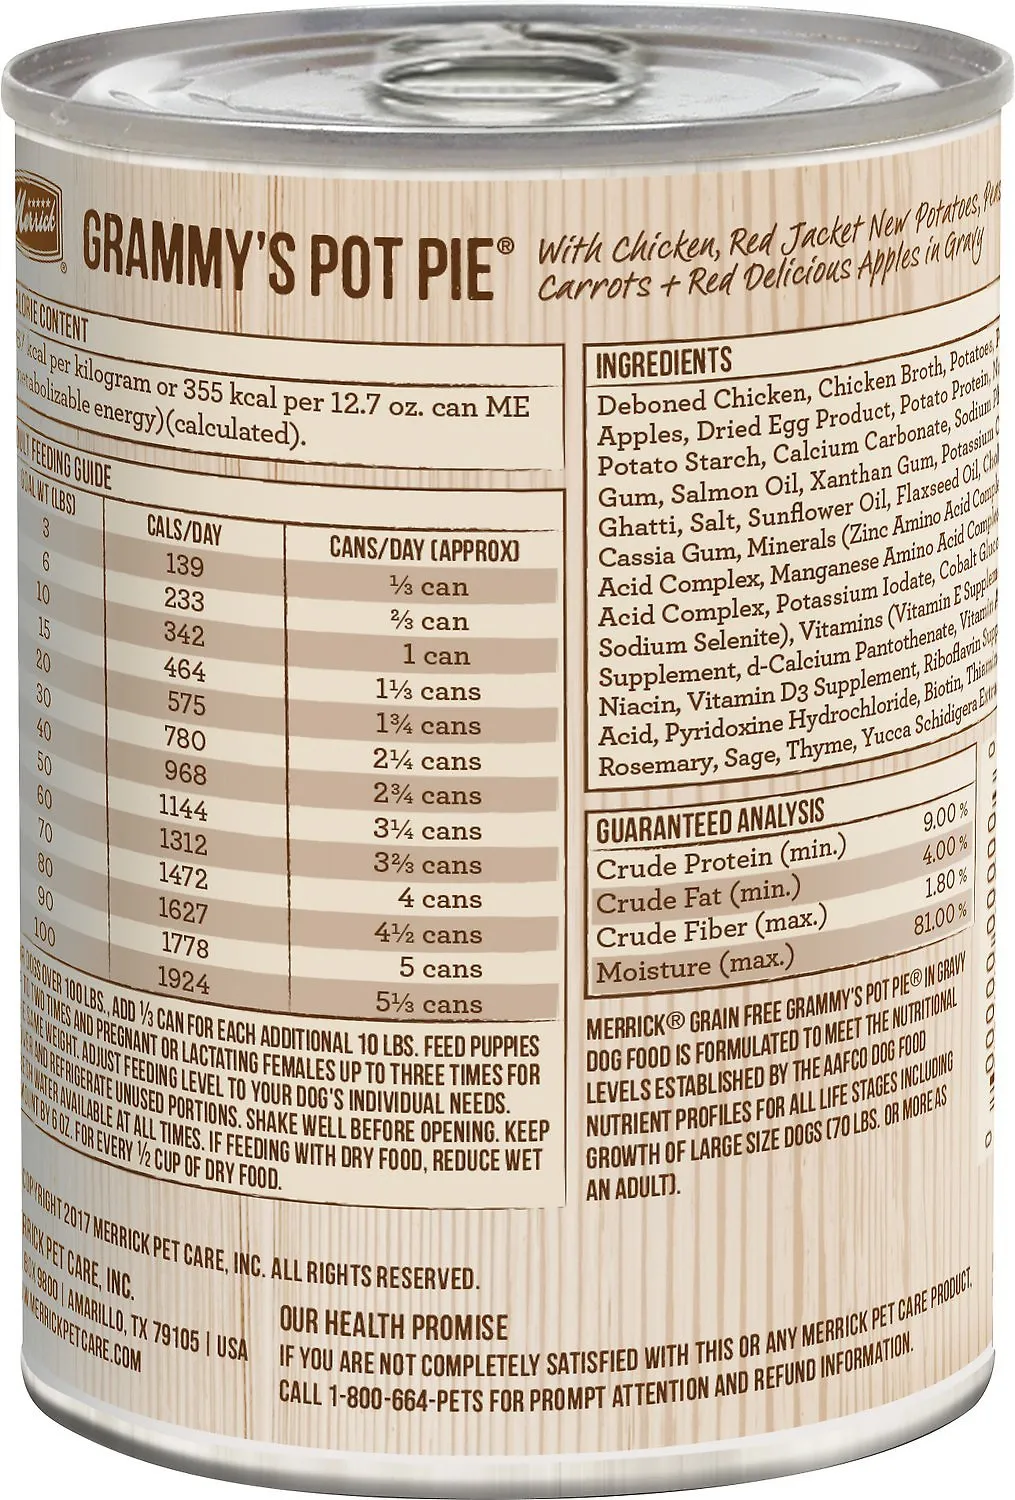 Merrick ®
GRAMMY'S POT PIE®
With Chicken, Red Jacket New Potatoes,
Carrots + Red Delicious Apples in Gravy
CONTENT
kcal per kilogram or 355 kcal per 12.7 oz. can ME
energy)(calculated).
FEEDING GUIDE
WT (LBS) CALS/DAY CANS/DAY (APPROX)
3 139 ⅓ can
6 233 ⅔ can
10 342 1 can
15 464 1⅓ cans
20 575 1¾ cans
30 780 2¼ cans
40 968 2¾ cans
50 1144 3¼ cans
60 1312 3⅔ cans
70 1472 4 cans
80 1627 4½ cans
90 1778 5 cans
100 1924 5⅓ cans
DOGS OVER 100 LBS., ADD ⅓ CAN FOR EACH ADDITIONAL 10 LBS. FEED PUPPIES
TWO TIMES AND PREGNANT OR LACTATING FEMALES UP TO THREE TIMES FOR
SAME WEIGHT. ADJUST FEEDING LEVEL TO YOUR DOG'S INDIVIDUAL NEEDS.
AND REFRIGERATE UNUSED PORTIONS. SHAKE WELL BEFORE OPENING. KEEP
WATER AVAILABLE AT ALL TIMES. IF FEEDING WITH DRY FOOD, REDUCE WET
BY 6 OZ. FOR EVERY ½ CUP OF DRY FOOD.
INGREDIENTS
Deboned Chicken, Chicken Broth, Potatoes,
Apples, Dried Egg Product, Potato Protein,
Potato Starch, Calcium Carbonate, Sodium
Gum, Salmon Oil, Xanthan Gum, Potassium
Ghatti, Salt, Sunflower Oil, Flaxseed Oil,
Cassia Gum, Minerals (Zinc Amino Acid
Acid Complex, Manganese Amino Acid
Acid Complex, Potassium Iodate, Cobalt
Sodium Selenite), Vitamins (Vitamin E
Supplement, d-Calcium Pantothenate, Vitamin
Niacin, Vitamin D3 Supplement, Riboflavin
Acid, Pyridoxine Hydrochloride, Biotin,
Rosemary, Sage, Thyme, Yucca Schidigera
GUARANTEED ANALYSIS
Crude Protein (min.) 9.00 %
Crude Fat (min.) 4.00 %
Crude Fiber (max.) 1.80 %
Moisture (max.) 81.00 %
MERRICK® GRAIN FREE GRAMMY'S POT PIE® IN GRAVY
DOG FOOD IS FORMULATED TO MEET THE NUTRITIONAL
LEVELS ESTABLISHED BY THE AAFCO DOG FOOD
NUTRIENT PROFILES FOR ALL LIFE STAGES INCLUDING
GROWTH OF LARGE SIZE DOGS (70 LBS. OR MORE AS
AN ADULT).
2017 MERRICK PET CARE, INC. ALL RIGHTS RESERVED.
PET CARE, INC.
9800 | AMARILLO, TX 79105 | USA
MERRICKPETCARE.COM
OUR HEALTH PROMISE
IF YOU ARE NOT COMPLETELY SATISFIED WITH THIS OR ANY MERRICK PET CARE PRODUCT,
CALL 1-800-664-PETS FOR PROMPT ATTENTION AND REFUND INFORMATION.